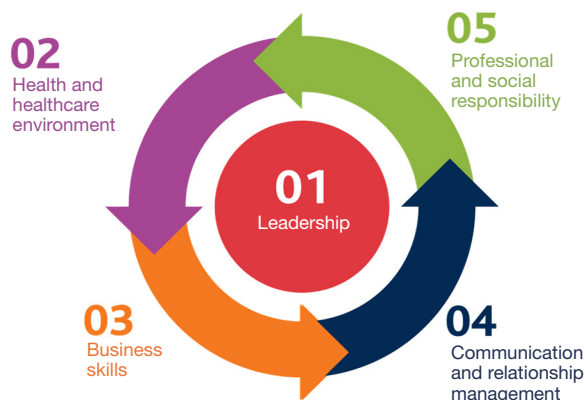 02
Health and
healthcare
environment
05
Professional
and social
responsibility
01
Leadership
03
Business
skills
04
Communication
and relationship
management